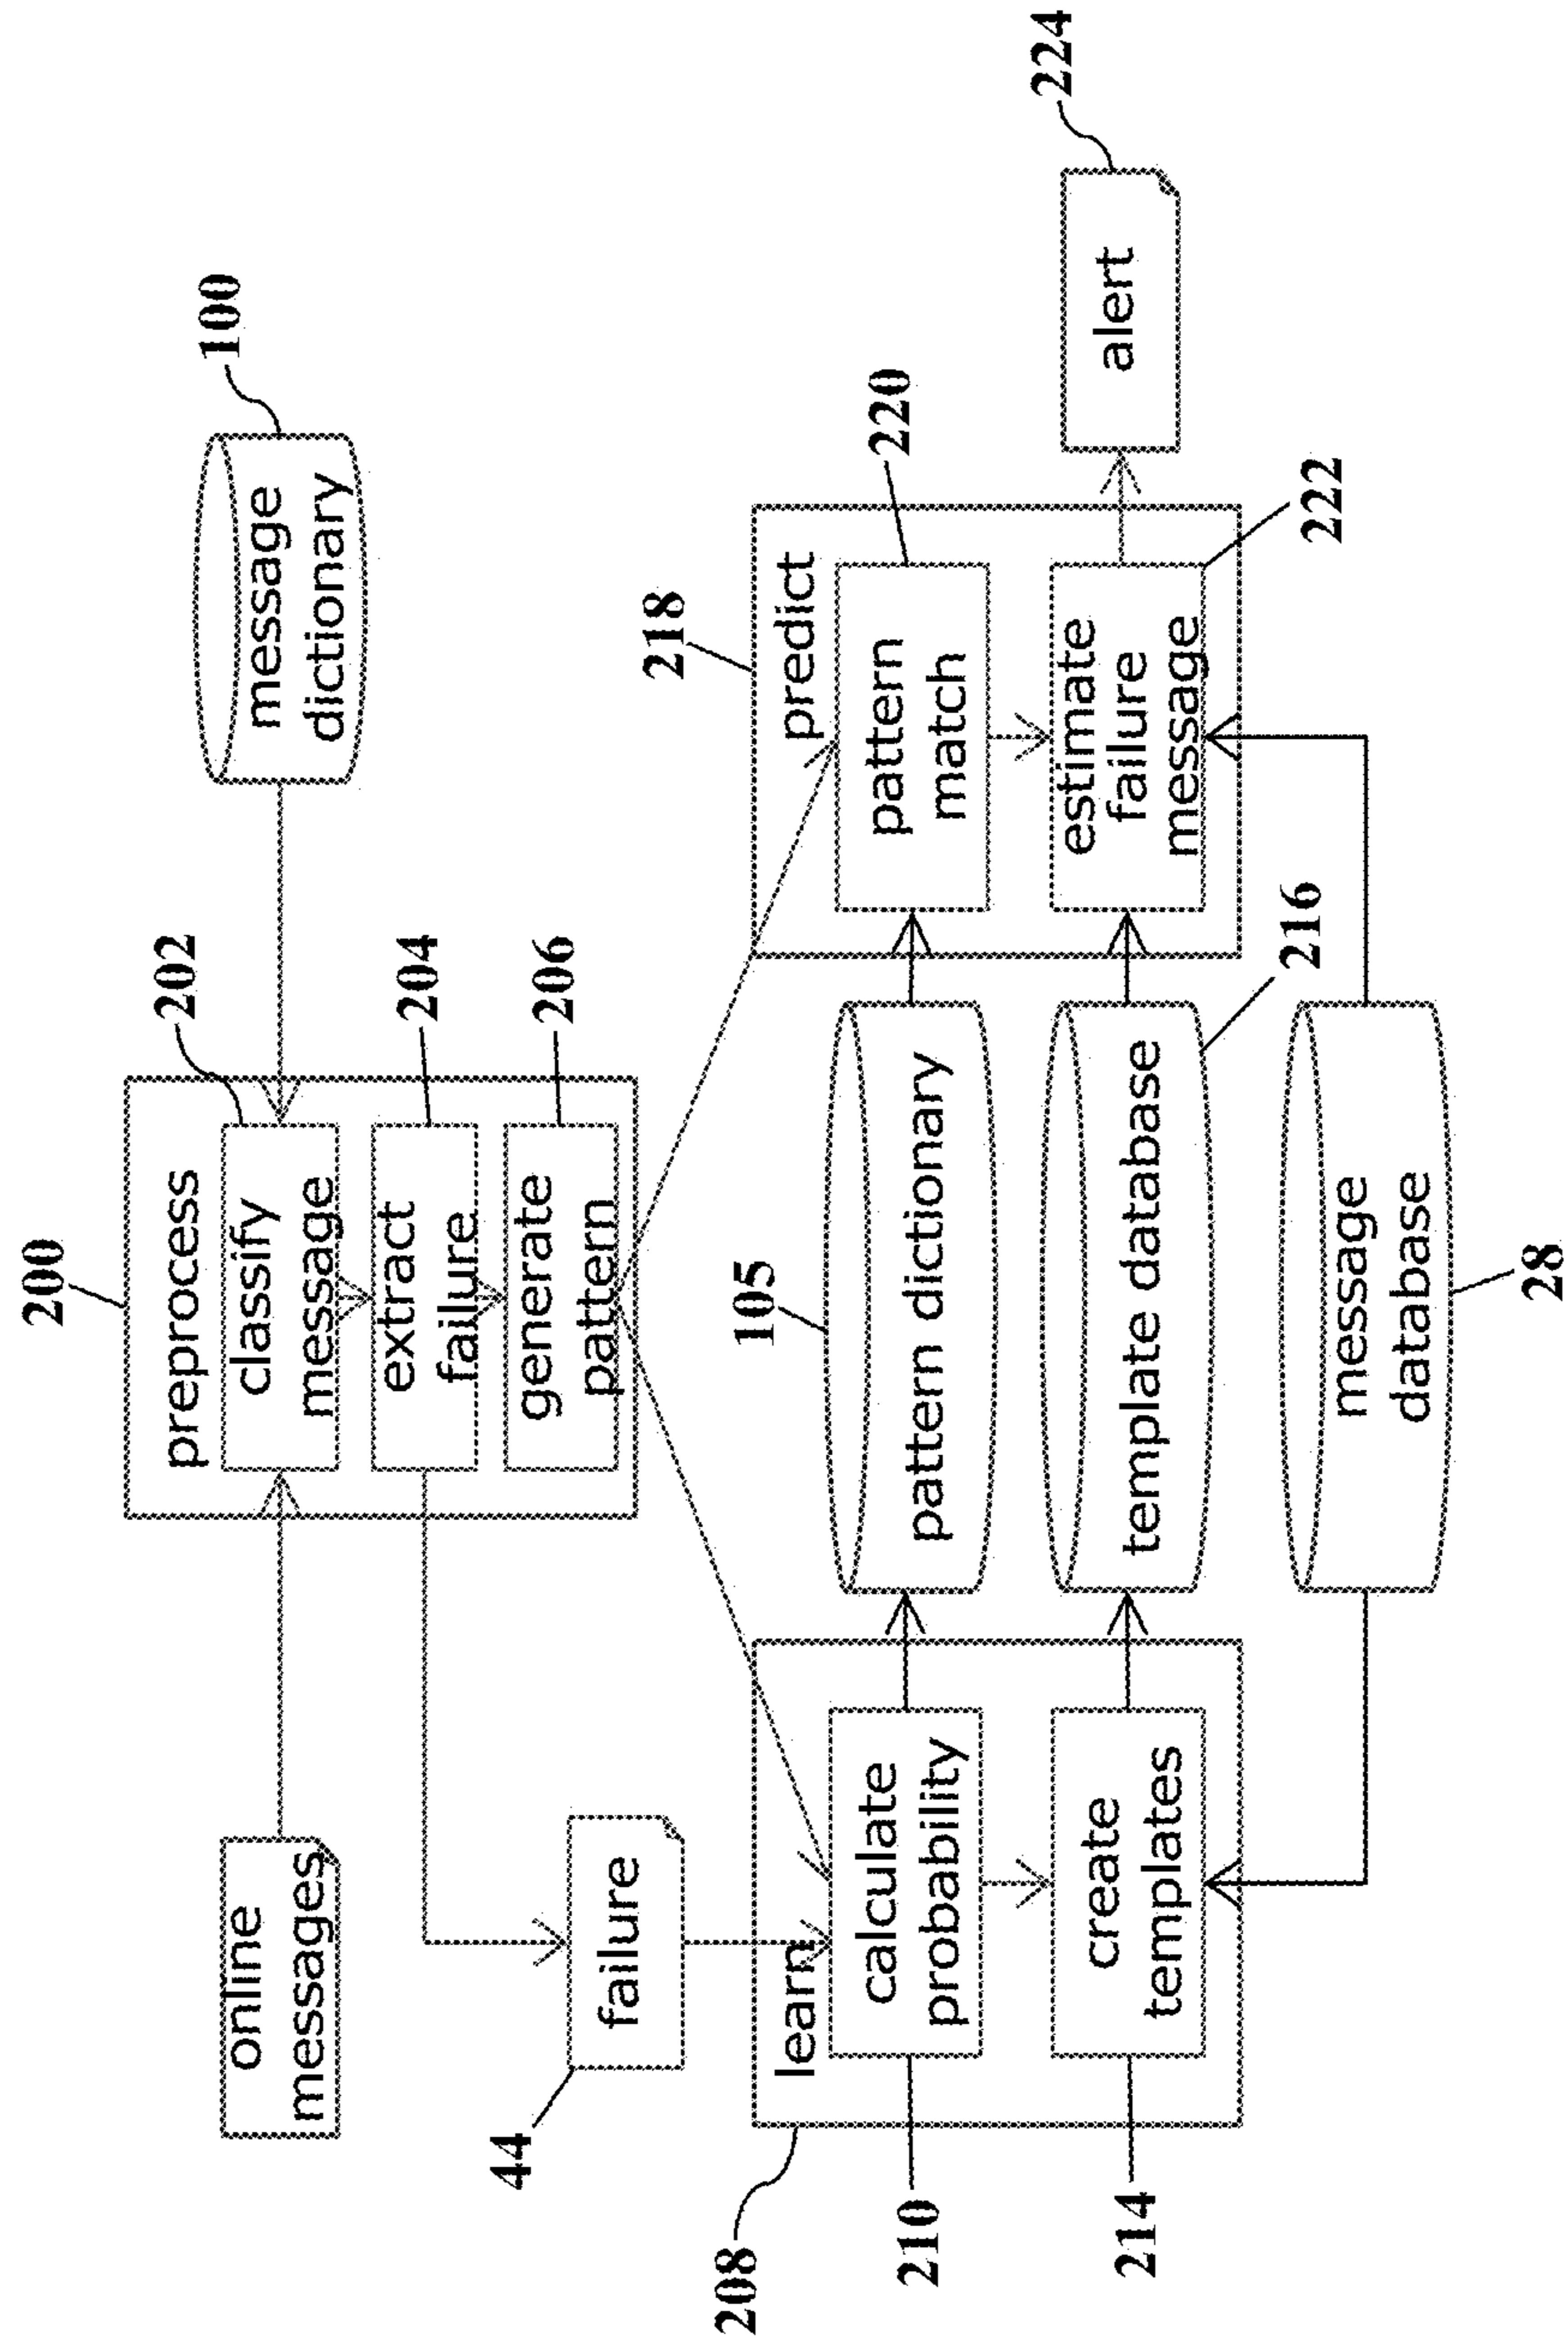 200
preprocess
online
messages
classify
message
202
message
dictionary
100
extract
failure
204
generate
pattern
206
44
failure
208
learn
calculate
probability
210
create
templates
214
105
pattern dictionary
template database
216
message
database
28
218
predict
pattern
match
220
estimate
failure
message
222
alert
224